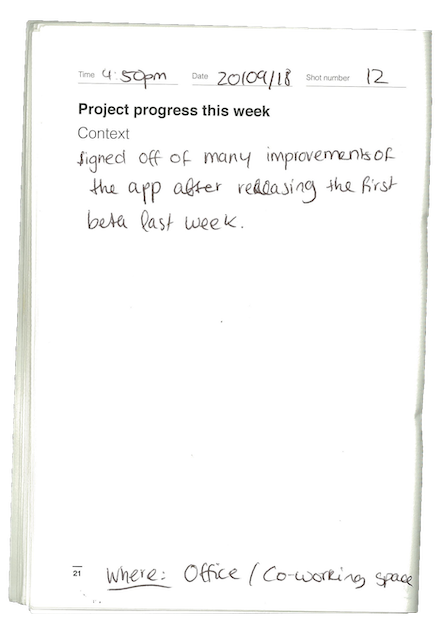 Time 4:50pm Date 20/09/18 Shot number 12
Project progress this week
Context
signed off of many improvements of
the app after releasing the first
beta last week.
21 Where: Office / Co-working space